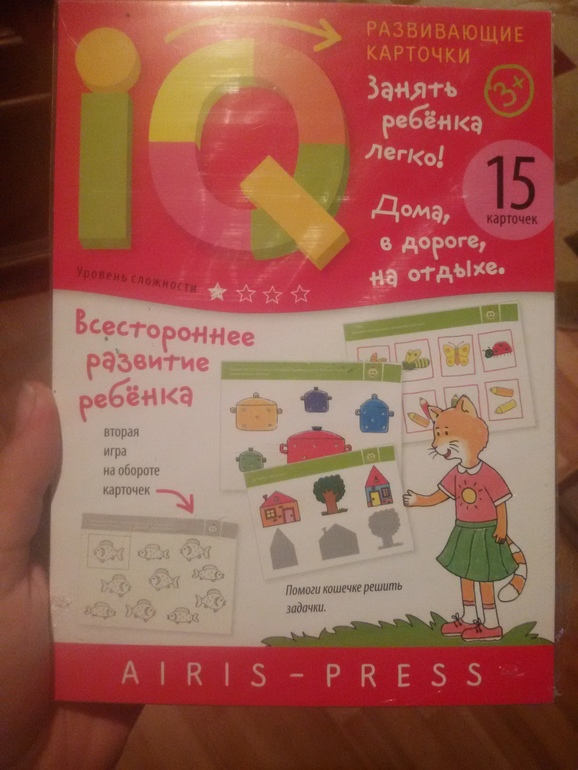 iQ
РАЗВИВАЮЩИЕ
КАРТОЧКИ
Занять
ребёнка
легко!
3+
15
карточек
Дома,
в дороге,
на отдыхе.
Уровень сложности
Всестороннее
развитие
ребёнка
вторая
игра
на обороте
карточек
Помоги кошечке решить
задачки.
AIRIS-PRESS